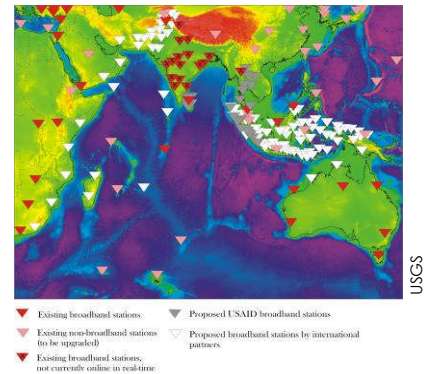 USGS
Existing broadband stations
Existing non-broadband stations
(to be upgraded)
Existing broadband stations,
not currently online in real-time
Proposed USAID broadband stations
Proposed broadband stations by international
partners